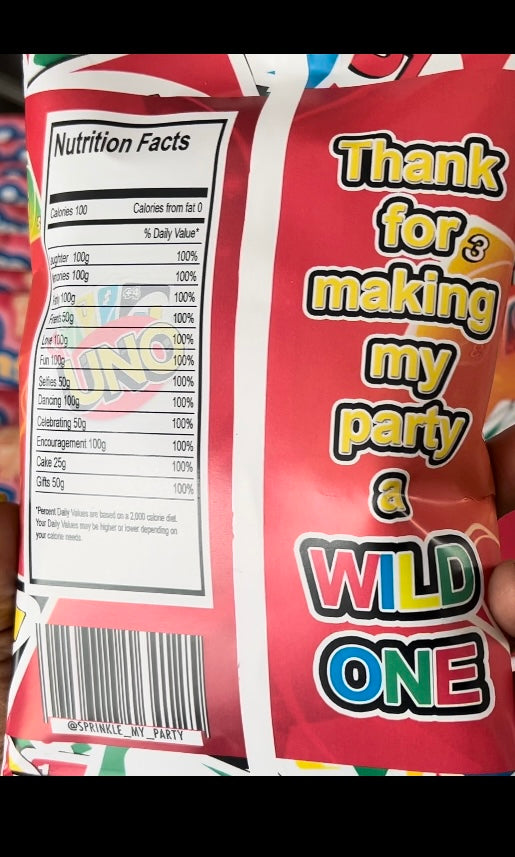 Nutrition Facts
Calories 100 Calories from fat 0
% Daily Value*
100g 100%
100g 100%
100g 100%
Friends 50g 100%
Love 100g 100%
Fun 100g 100%
Selfies 50g 100%
Dancing 100g 100%
Celebrating 50g 100%
Encouragement 100g 100%
Cake 25g 100%
Gifts 50g 100%
*Percent Daily Values are based on a 2,000 calorie diet.
Your Daily Values may be higher or lower depending on
your calorie needs.
UNO
@SPRINKLE_MY_PARTY
Thank
for
3
making
my
party
a
WILD
ONE